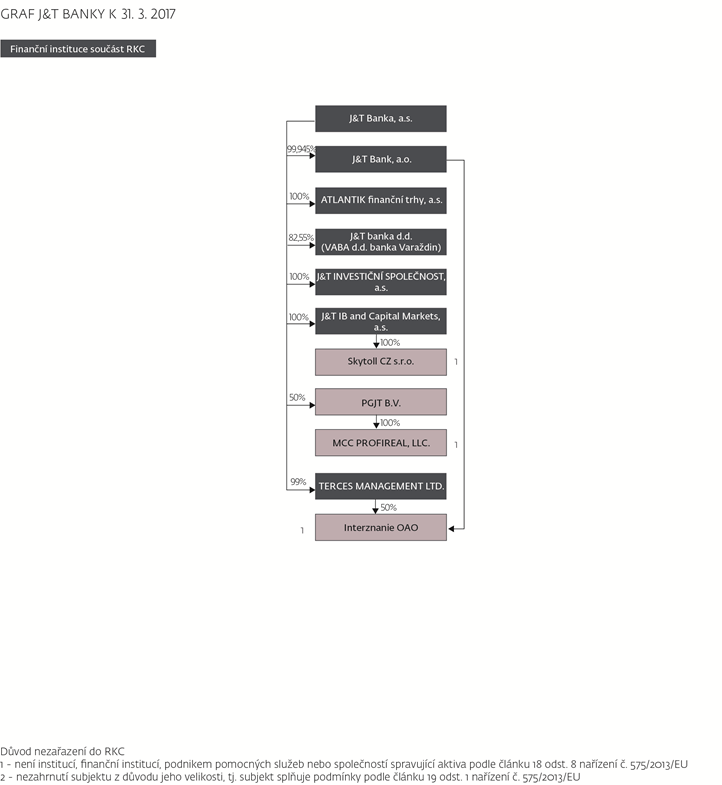 GRAF J&T BANKY K 31. 3. 2017
Finanční instituce součást RKC
J&T Banka, a.s.
99,945%
J&T Bank, a.o.
100%
ATLANTIK finanční trhy, a.s.
82,55%
J&T banka d.d.
(VABA d.d. banka Varaždin)
100%
J&T INVESTIČNÍ SPOLEČNOST,
a.s.
100%
J&T IB and Capital Markets,
a.s.
100%
Skytoll CZ s.r.o.
1
50%
PGJT B.V.
100%
MCC PROFIREAL, LLC.
1
99%
TERCES MANAGEMENT LTD.
50%
1
Interznanie OAO
Důvod nezařazení do RKC
1 - není institucí, finanční institucí, podnikem pomocných služeb nebo společností spravující aktiva podle článku 18 odst. 8 nařízení č. 575/2013/EU
2 - nezahrnutí subjektu z důvodu jeho velikosti, tj. subjekt splňuje podmínky podle článku 19 odst. 1 nařízení č. 575/2013/EU